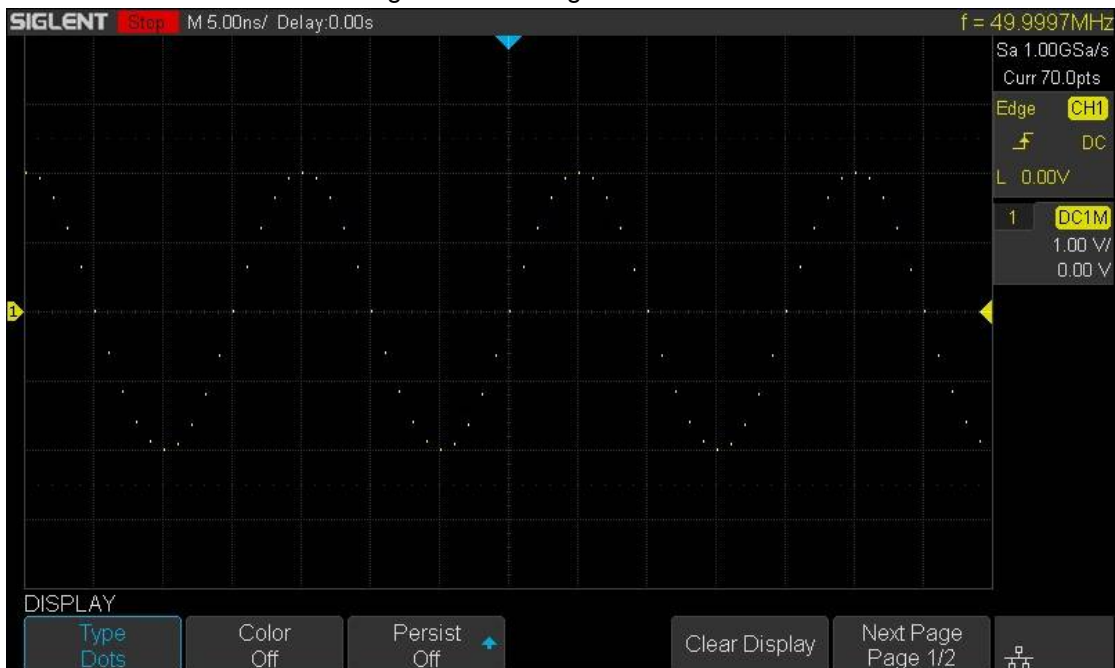 SIGLENT Stop M 5.00ns/ Delay:0.00s f = 49.9997MHz
Sa 1.00GSa/s
Curr 70.0pts
Edge CH1
DC
L 0.00V
1 DC1M
1.00 V/
0.00 V
1
DISPLAY
Type
Dots
Color
Off
Persist
Off
Clear Display
Next Page
Page 1/2